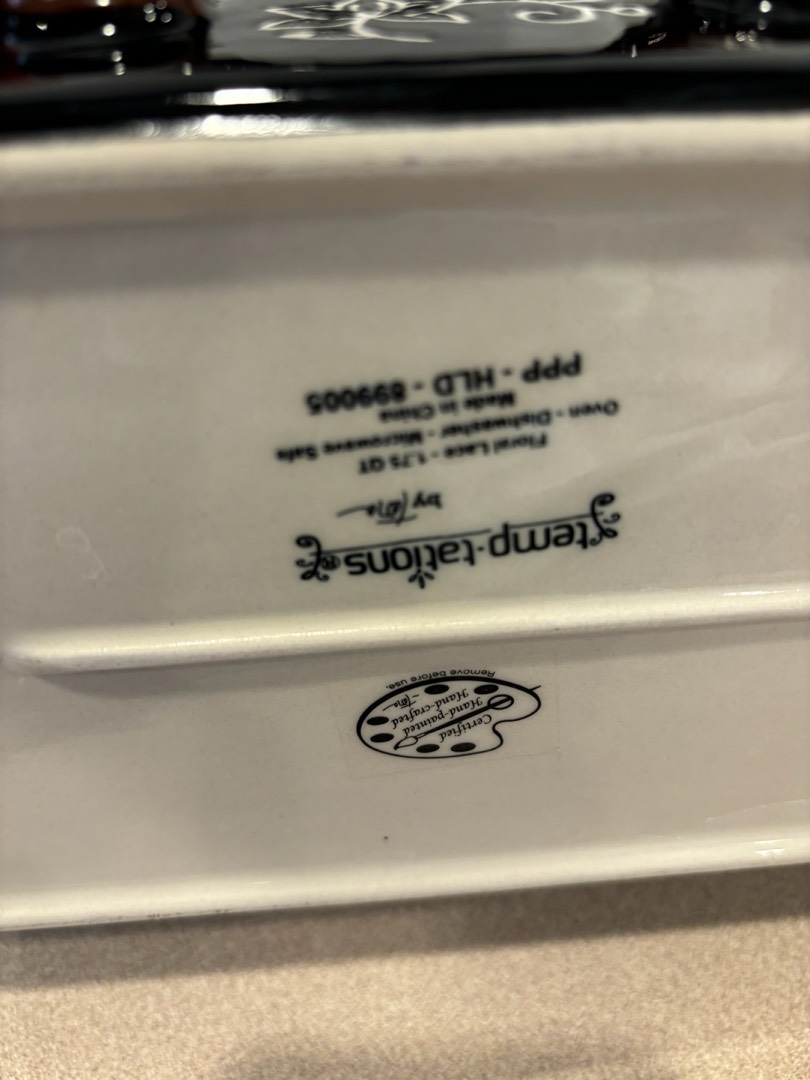 temp-tations®
by Tara
Floral Lace - 1.75 QT
Oven - Dishwasher - Microwave Safe
Made in China
PPP - HLD - 899005
Certified
Hand-painted
Hand-crafted
Tara
Remove before use.